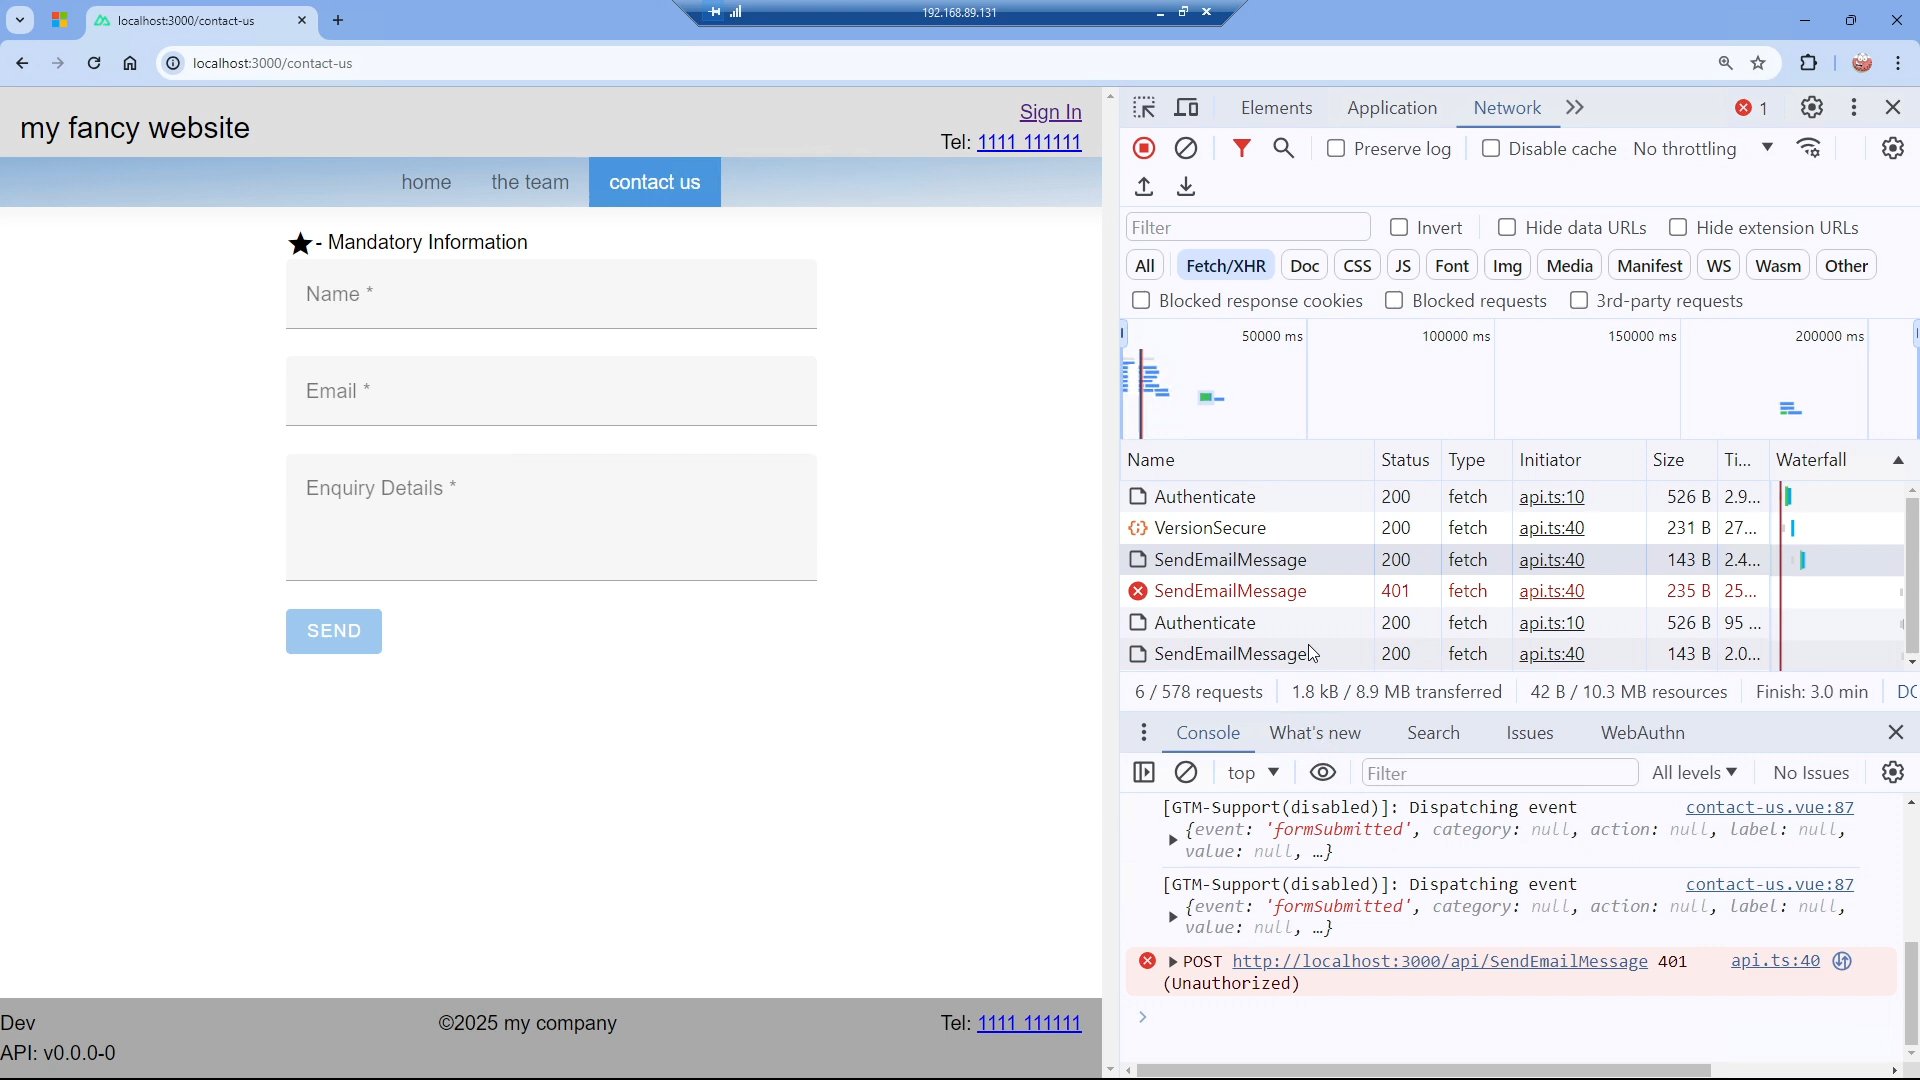 localhost:3000/contact-us
192.168.89.131
localhost:3000/contact-us
my fancy website
Sign In
Tel: 1111 111111
home the team contact us
★- Mandatory Information
Name *
Email *
Enquiry Details *
SEND
Dev
API: v0.0.0-0
©2025 my company
Tel: 1111 111111
Elements Application Network 1
Preserve log Disable cache No throttling
Filter Invert Hide data URLs Hide extension URLs
All Fetch/XHR Doc CSS JS Font Img Media Manifest WS Wasm Other
Blocked response cookies Blocked requests 3rd-party requests
50000 ms 100000 ms 150000 ms 200000 ms
Name Status Type Initiator Size Ti... Waterfall
Authenticate 200 fetch api.ts:10 526 B 2.9...
VersionSecure 200 fetch api.ts:40 231 B 27...
SendEmailMessage 200 fetch api.ts:40 143 B 2.4...
SendEmailMessage 401 fetch api.ts:40 235 B 25...
Authenticate 200 fetch api.ts:10 526 B 95 ...
SendEmailMessage 200 fetch api.ts:40 143 B 2.0...
6 / 578 requests 1.8 kB / 8.9 MB transferred 42 B / 10.3 MB resources Finish: 3.0 min DC
Console What's new Search Issues WebAuthn
top Filter All levels No Issues
[GTM-Support(disabled)]: Dispatching event contact-us.vue:87
{event: 'formSubmitted', category: null, action: null, label: null,
value: null, …}
[GTM-Support(disabled)]: Dispatching event contact-us.vue:87
{event: 'formSubmitted', category: null, action: null, label: null,
value: null, …}
POST http://localhost:3000/api/SendEmailMessage 401 api.ts:40
(Unauthorized)